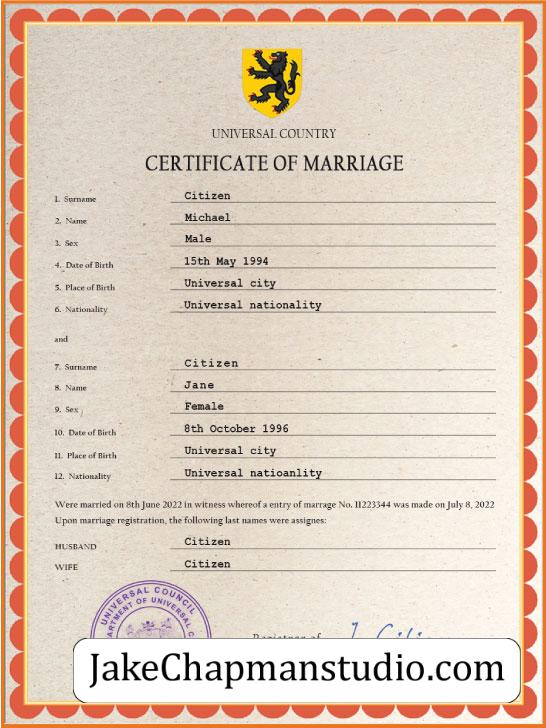 UNIVERSAL COUNTRY
CERTIFICATE OF MARRIAGE
1. Surname Citizen
2. Name Michael
3. Sex Male
4. Date of Birth 15th May 1994
5. Place of Birth Universal city
6. Nationality Universal nationality
and
7. Surname Citizen
8. Name Jane
9. Sex Female
10. Date of Birth 8th October 1996
11. Place of Birth Universal city
12. Nationality Universal natioanlity
Were married on 8th June 2022 in witness whereof a entry of marrage No. 11223344 was made on July 8, 2022
Upon marriage registration, the following last names were assignes:
HUSBAND Citizen
WIFE Citizen
UNIVERSAL COUNCIL
OF UNIVERSAL
Registrar of
JakeChapmanstudio.com